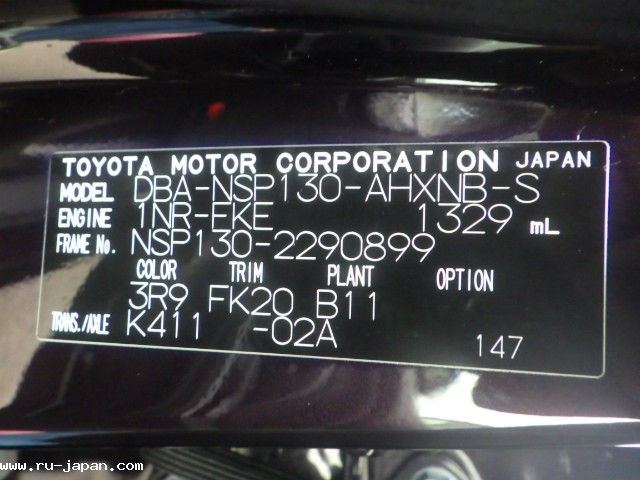 TOYOTA MOTOR CORPORATION JAPAN
MODEL DBA-NSP130-AHXNB-S
ENGINE 1NR-FKE 1329 mL
FRAME No. NSP130-2290899
COLOR TRIM PLANT OPTION
3R9 FK20 B11
TRANS./AXLE K411 -02A
147
www.ru-japan.com